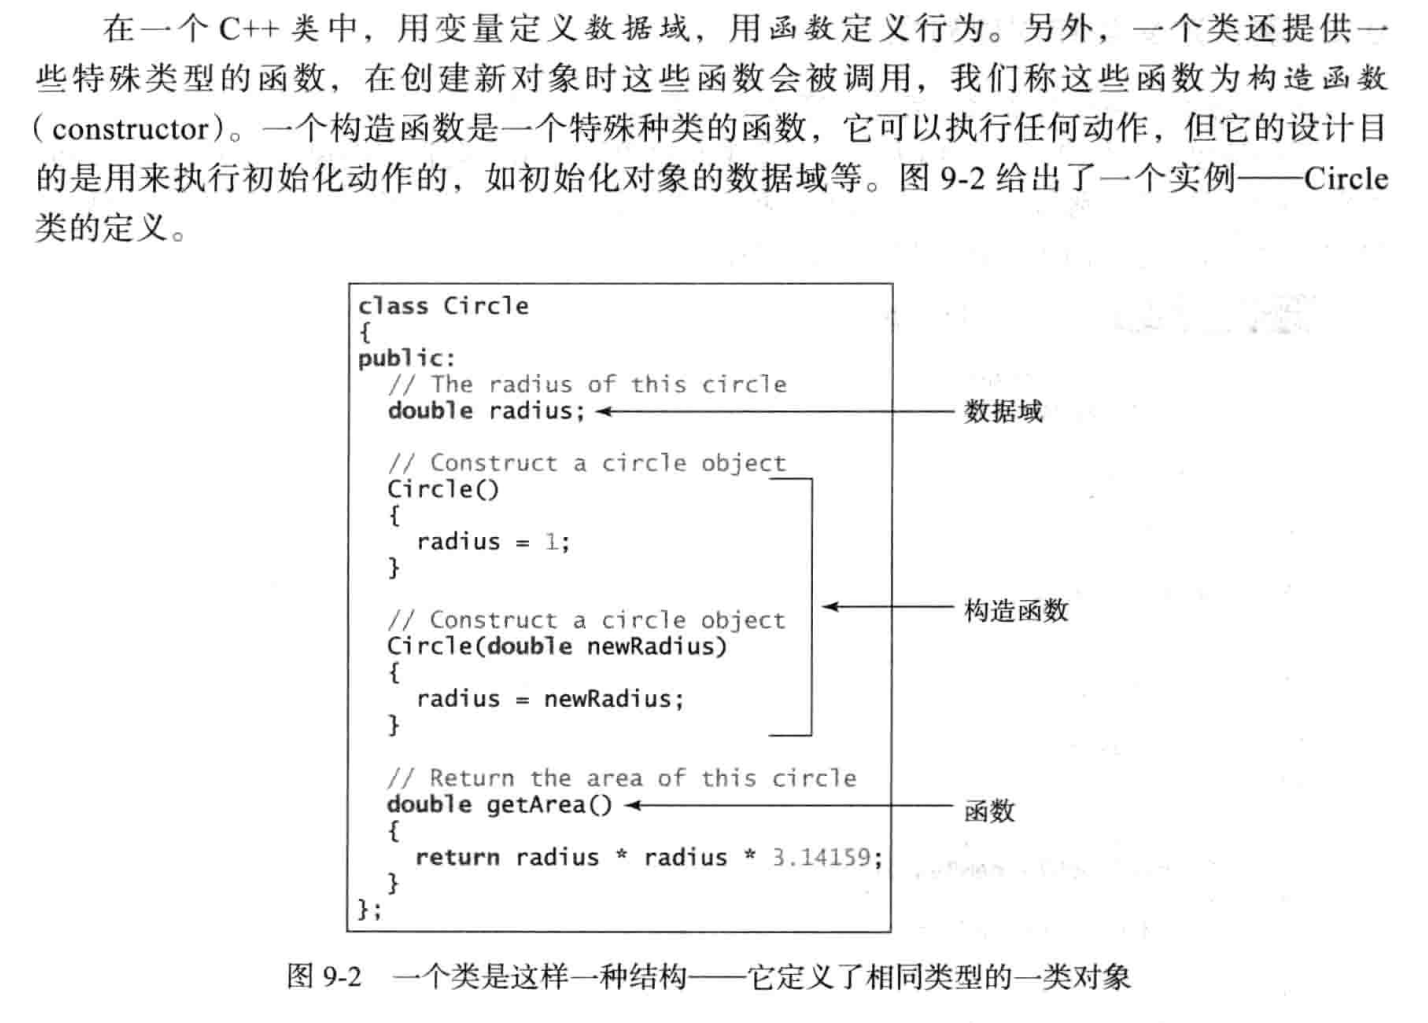 在一个 C++ 类中，用变量定义数据域，用函数定义行为。另外，一个类还提供一
些特殊类型的函数，在创建新对象时这些函数会被调用，我们称这些函数为构造函数
（constructor）。一个构造函数是一个特殊种类的函数，它可以执行任何动作，但它的设计目
的是用来执行初始化动作的，如初始化对象的数据域等。图 9-2 给出了一个实例——Circle
类的定义。
class Circle
{
public:
// The radius of this circle
double radius;
数据域
// Construct a circle object
Circle()
{
radius = 1;
}
// Construct a circle object
Circle(double newRadius)
{
radius = newRadius;
}
构造函数
// Return the area of this circle
double getArea()
函数
{
return radius * radius * 3.14159;
}
};
图 9-2 一个类是这样一种结构——它定义了相同类型的一类对象